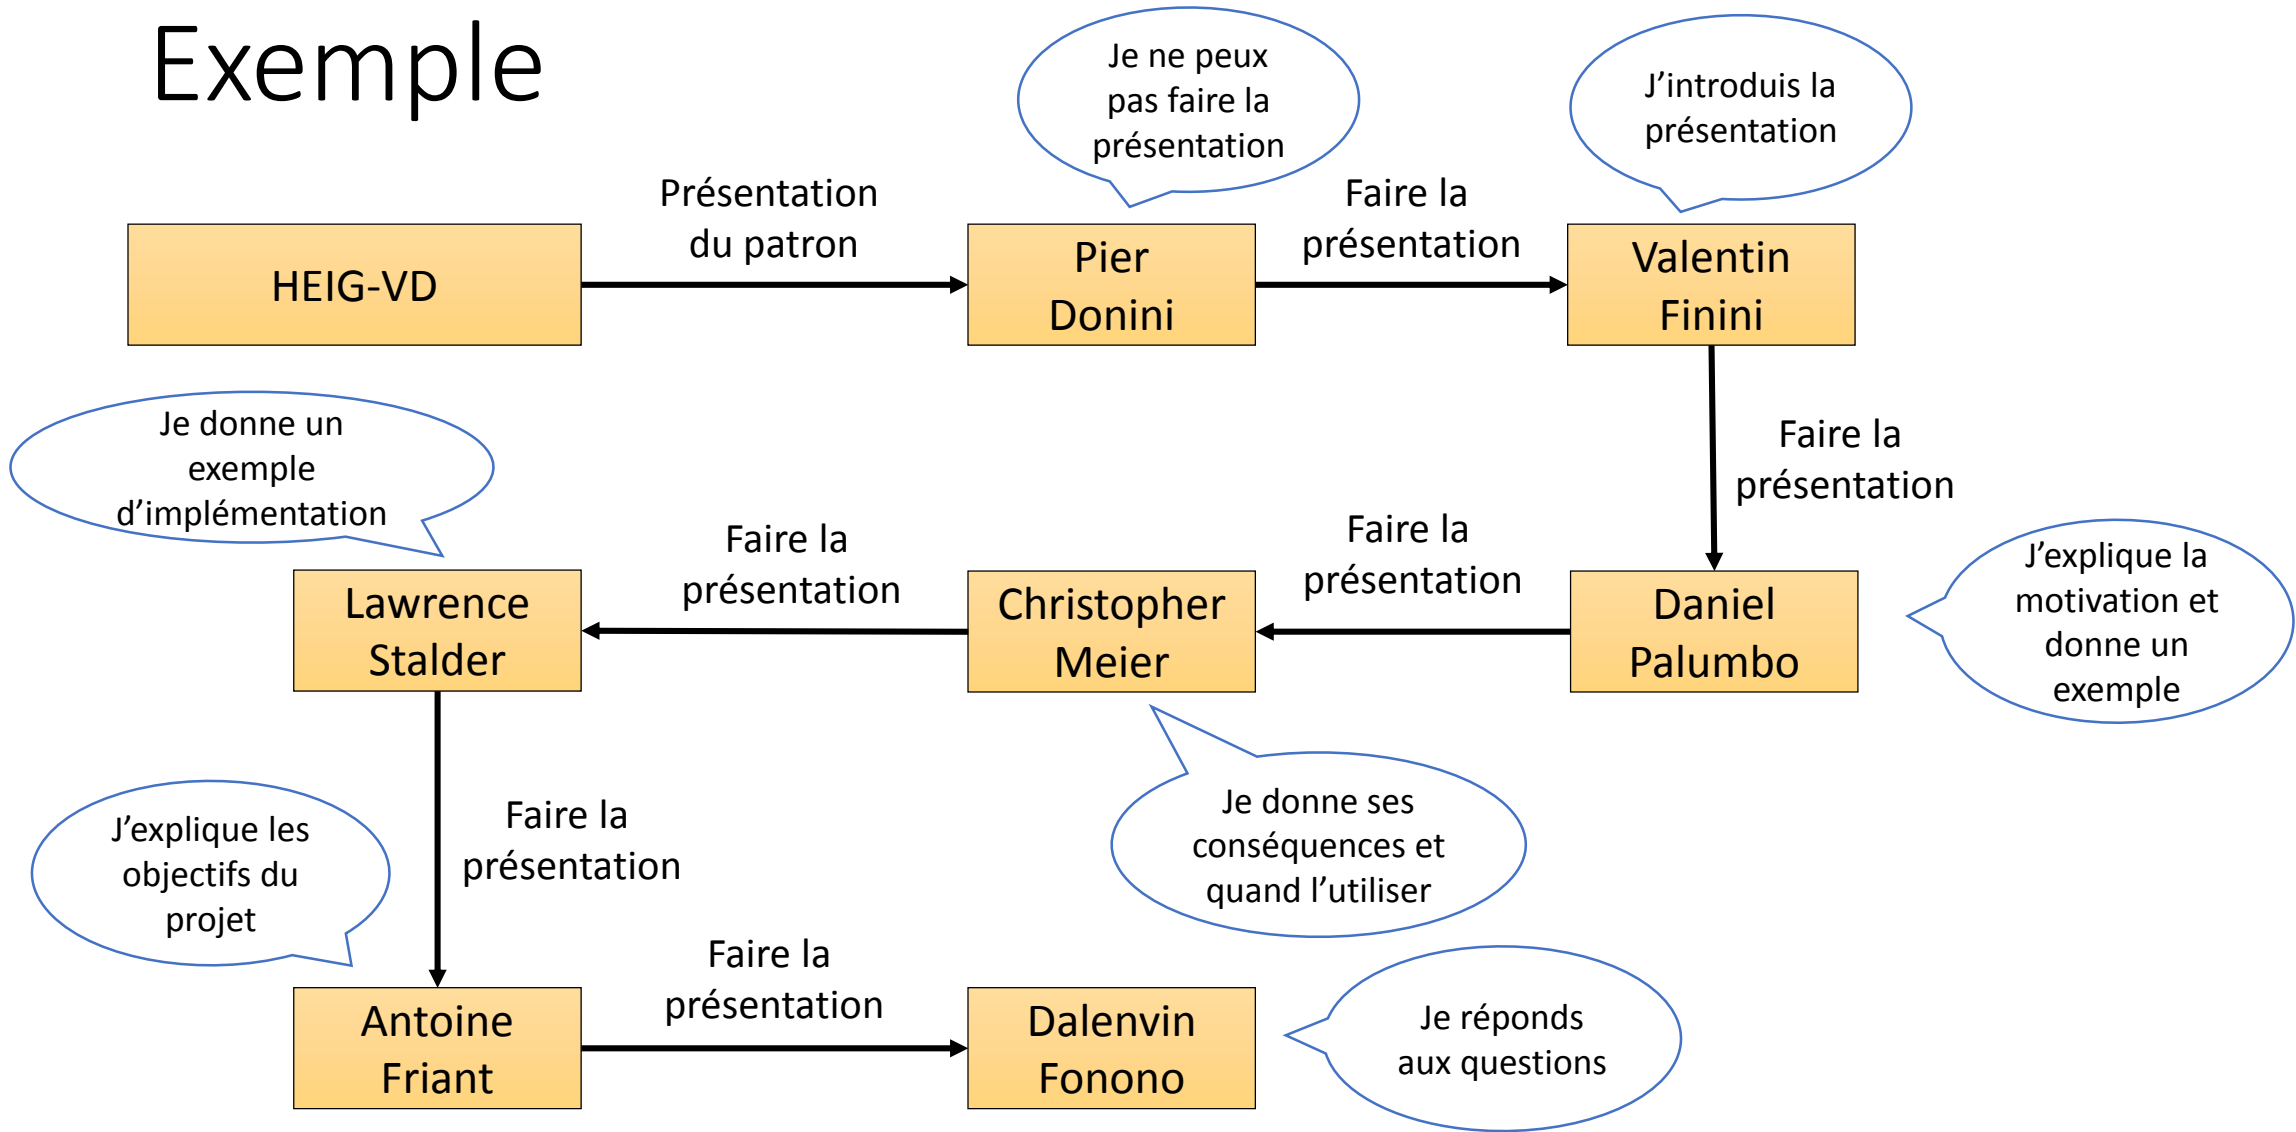 Exemple
Je ne peux
pas faire la
présentation
J’introduis la
présentation
Présentation
du patron
Faire la
présentation
HEIG-VD
Pier
Donini
Valentin
Finini
Je donne un
exemple
d’implémentation
Faire la
présentation
Faire la
présentation
Faire la
présentation
J’explique la
motivation et
donne un
exemple
Lawrence
Stalder
Christopher
Meier
Daniel
Palumbo
J’explique les
objectifs du
projet
Faire la
présentation
Je donne ses
conséquences et
quand l’utiliser
Faire la
présentation
Antoine
Friant
Dalenvin
Fonono
Je réponds
aux questions